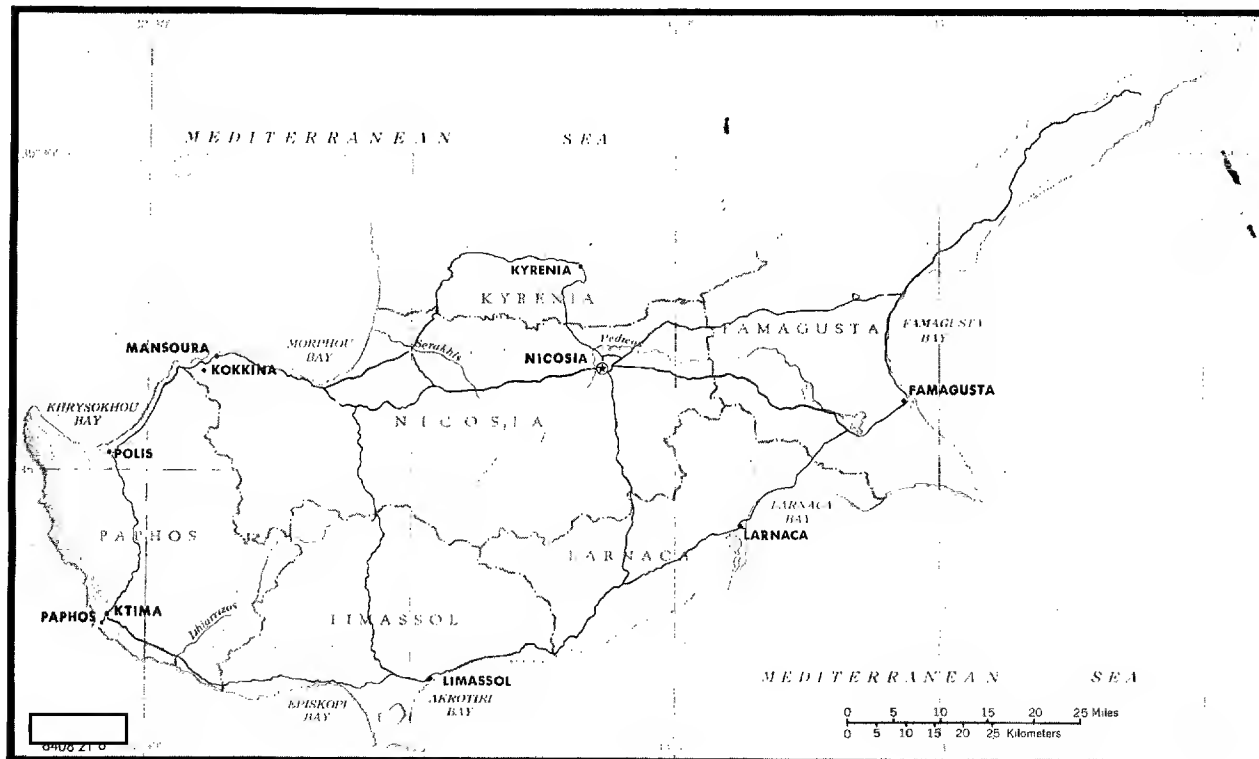 MEDITERRANEAN SEA
KYRENIA
KYRENIA
FAMAGUSTA
FAMAGUSTA
BAY
Pedieos
MORPHOU
BAY
Serakhis
MANSOURA
KOKKINA
NICOSIA
FAMAGUSTA
KHRYSOKHOU
BAY
NICOSIA
POLIS
LARNACA
BAY
LARNACA
PAPHOS
LARNACA
KTIMA
PAPHOS
LIMASSOL
LIMASSOL
AKROTIRI
BAY
EPISKOPI
BAY
MEDITERRANEAN SEA
0 5 10 15 20 25 Miles
0 5 10 15 20 25 Kilometers